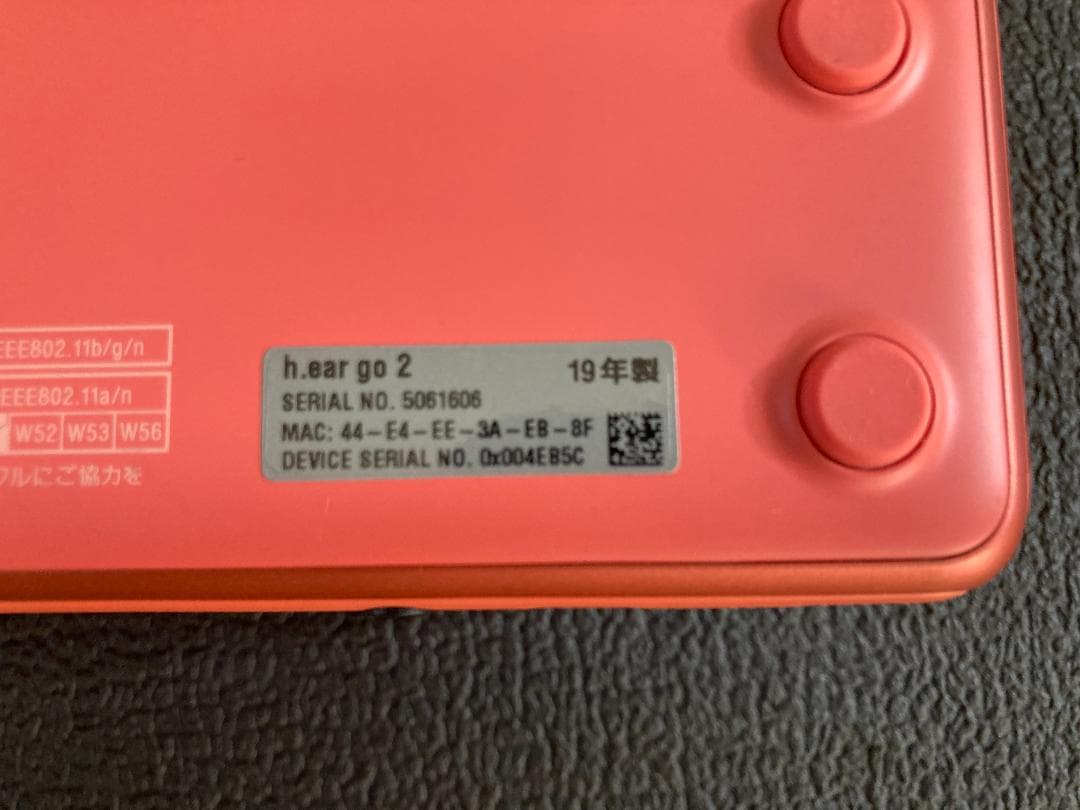 EEE802.11b/g/n
EEE802.11a/n
W52 W53 W56
ルにご協力を
h.ear go 2 19年製
SERIAL NO. 5061606
MAC: 44-E4-EE-3A-EB-8F
DEVICE SERIAL NO. 0x004EB5C